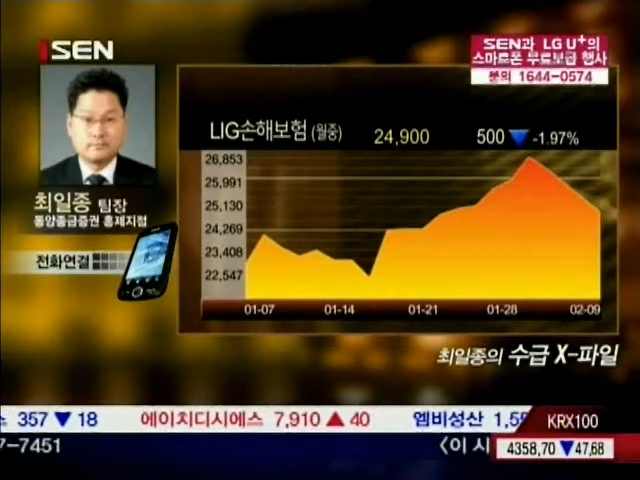 SEN
SEN과 LG U+의
스마트폰 무료보급 행사
문의 1644-0574
LIG손해보험 (월중) 24,900 500 ▼ -1.97%
26,853
25,991
25,130
24,269
23,408
22,547
01-07 01-14 01-21 01-28 02-09
최일종 팀장
동양종금증권 홍제지점
전화연결
최일종의 수급 X-파일
357 ▼ 18 에이치디시에스 7,910 ▲ 40 엠비성산
KRX100
7-7451
<이 시
4358,70 ▼ 47,68